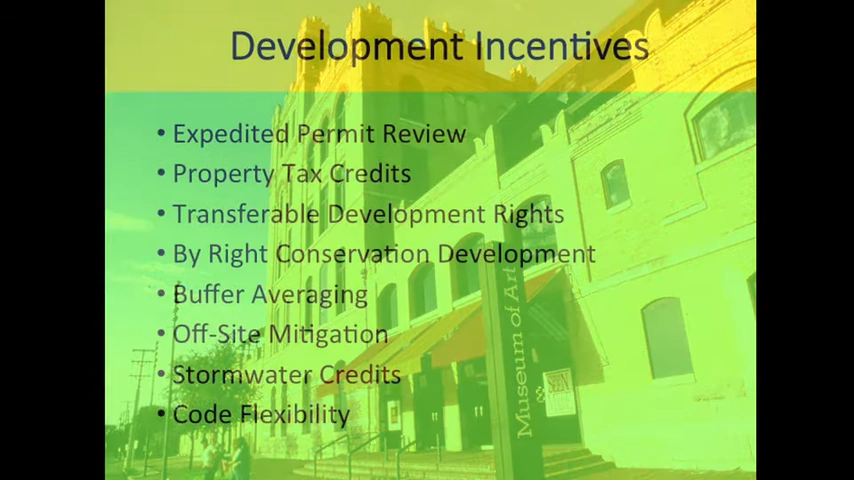 Development Incentives
• Expedited Permit Review
• Property Tax Credits
• Transferable Development Rights
• By Right Conservation Development
• Buffer Averaging
• Off-Site Mitigation
• Stormwater Credits
• Code Flexibility
Museum of Art